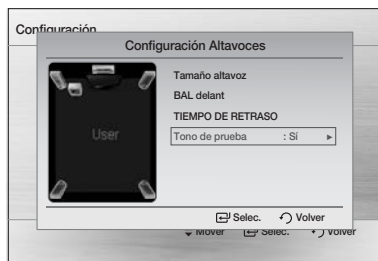 Configuración
Configuración Altavoces
Tamaño altavoz
BAL delant
TIEMPO DE RETRASO
User
Tono de prueba : Sí
Selec. Volver
Mover Selec. Volver